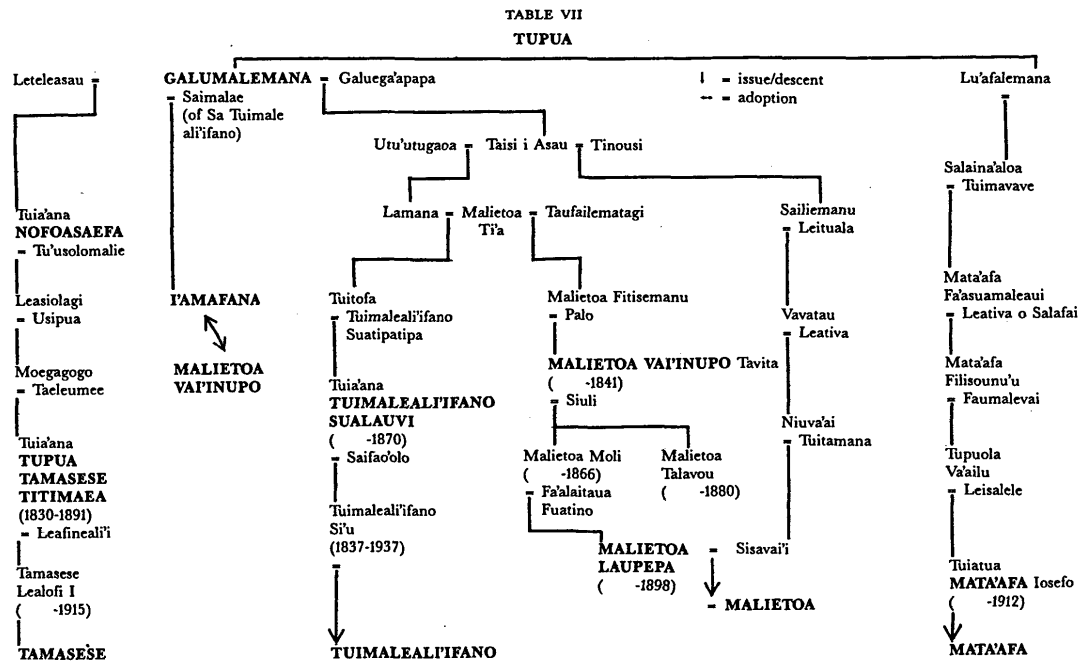 TABLE VII
TUPUA
Leteleasau =
GALUMALEMANA = Galuega'apapa
= Saimalae
(of Sa Tuimale
ali'ifano)
↓ = issue/descent
↔ = adoption
Lu'afalemana
=
Utu'utugaoa = Taisi i Asau = Tinousi
Salaina'aloa
= Tuimavave
Tuia'ana
NOFOASAEFA
= Tu'usolomalie
Lamana = Malietoa = Taufailematagi
Ti'a
Sailiemanu
= Leituala
Leasiolagi
= Usipua
I'AMAFANA
MALIETOA
VAI'INUPO
Tuitofa
= Tuimaleali'ifano
Suatipatipa
Malietoa Fitisemanu
= Palo
Vavatau
= Leativa
Mata'afa
Fa'asuamaleaui
= Leativa o Salafai
Moegagogo
= Taeleumee
Tuia'ana
TUIMALEALI'IFANO
SUALAUVI
( -1870)
= Saifao'olo
MALIETOA VAI'INUPO Tavita
( -1841)
= Siuli
Niuva'ai
= Tuitamana
Mata'afa
Filisounu'u
= Faumalevai
Tuia'ana
TUPUA
TAMASESE
TITIMAEA
(1830-1891)
= Leafineali'i
Malietoa Moli
( -1866)
= Fa'alaitaua
Fuatino
Malietoa
Talavou
( -1880)
Tupuola
Va'ailu
= Leisalele
Tuimaleali'ifano
Si'u
(1837-1937)
=
MALIETOA = Sisavai'i
LAUPEPA
( -1898)
Tamasese
Lealofi I
( -1915)
Tuiatua
MATA'AFA Iosefo
( -1912)
= MALIETOA
TAMASESE
TUIMALEALI'IFANO
MATA'AFA